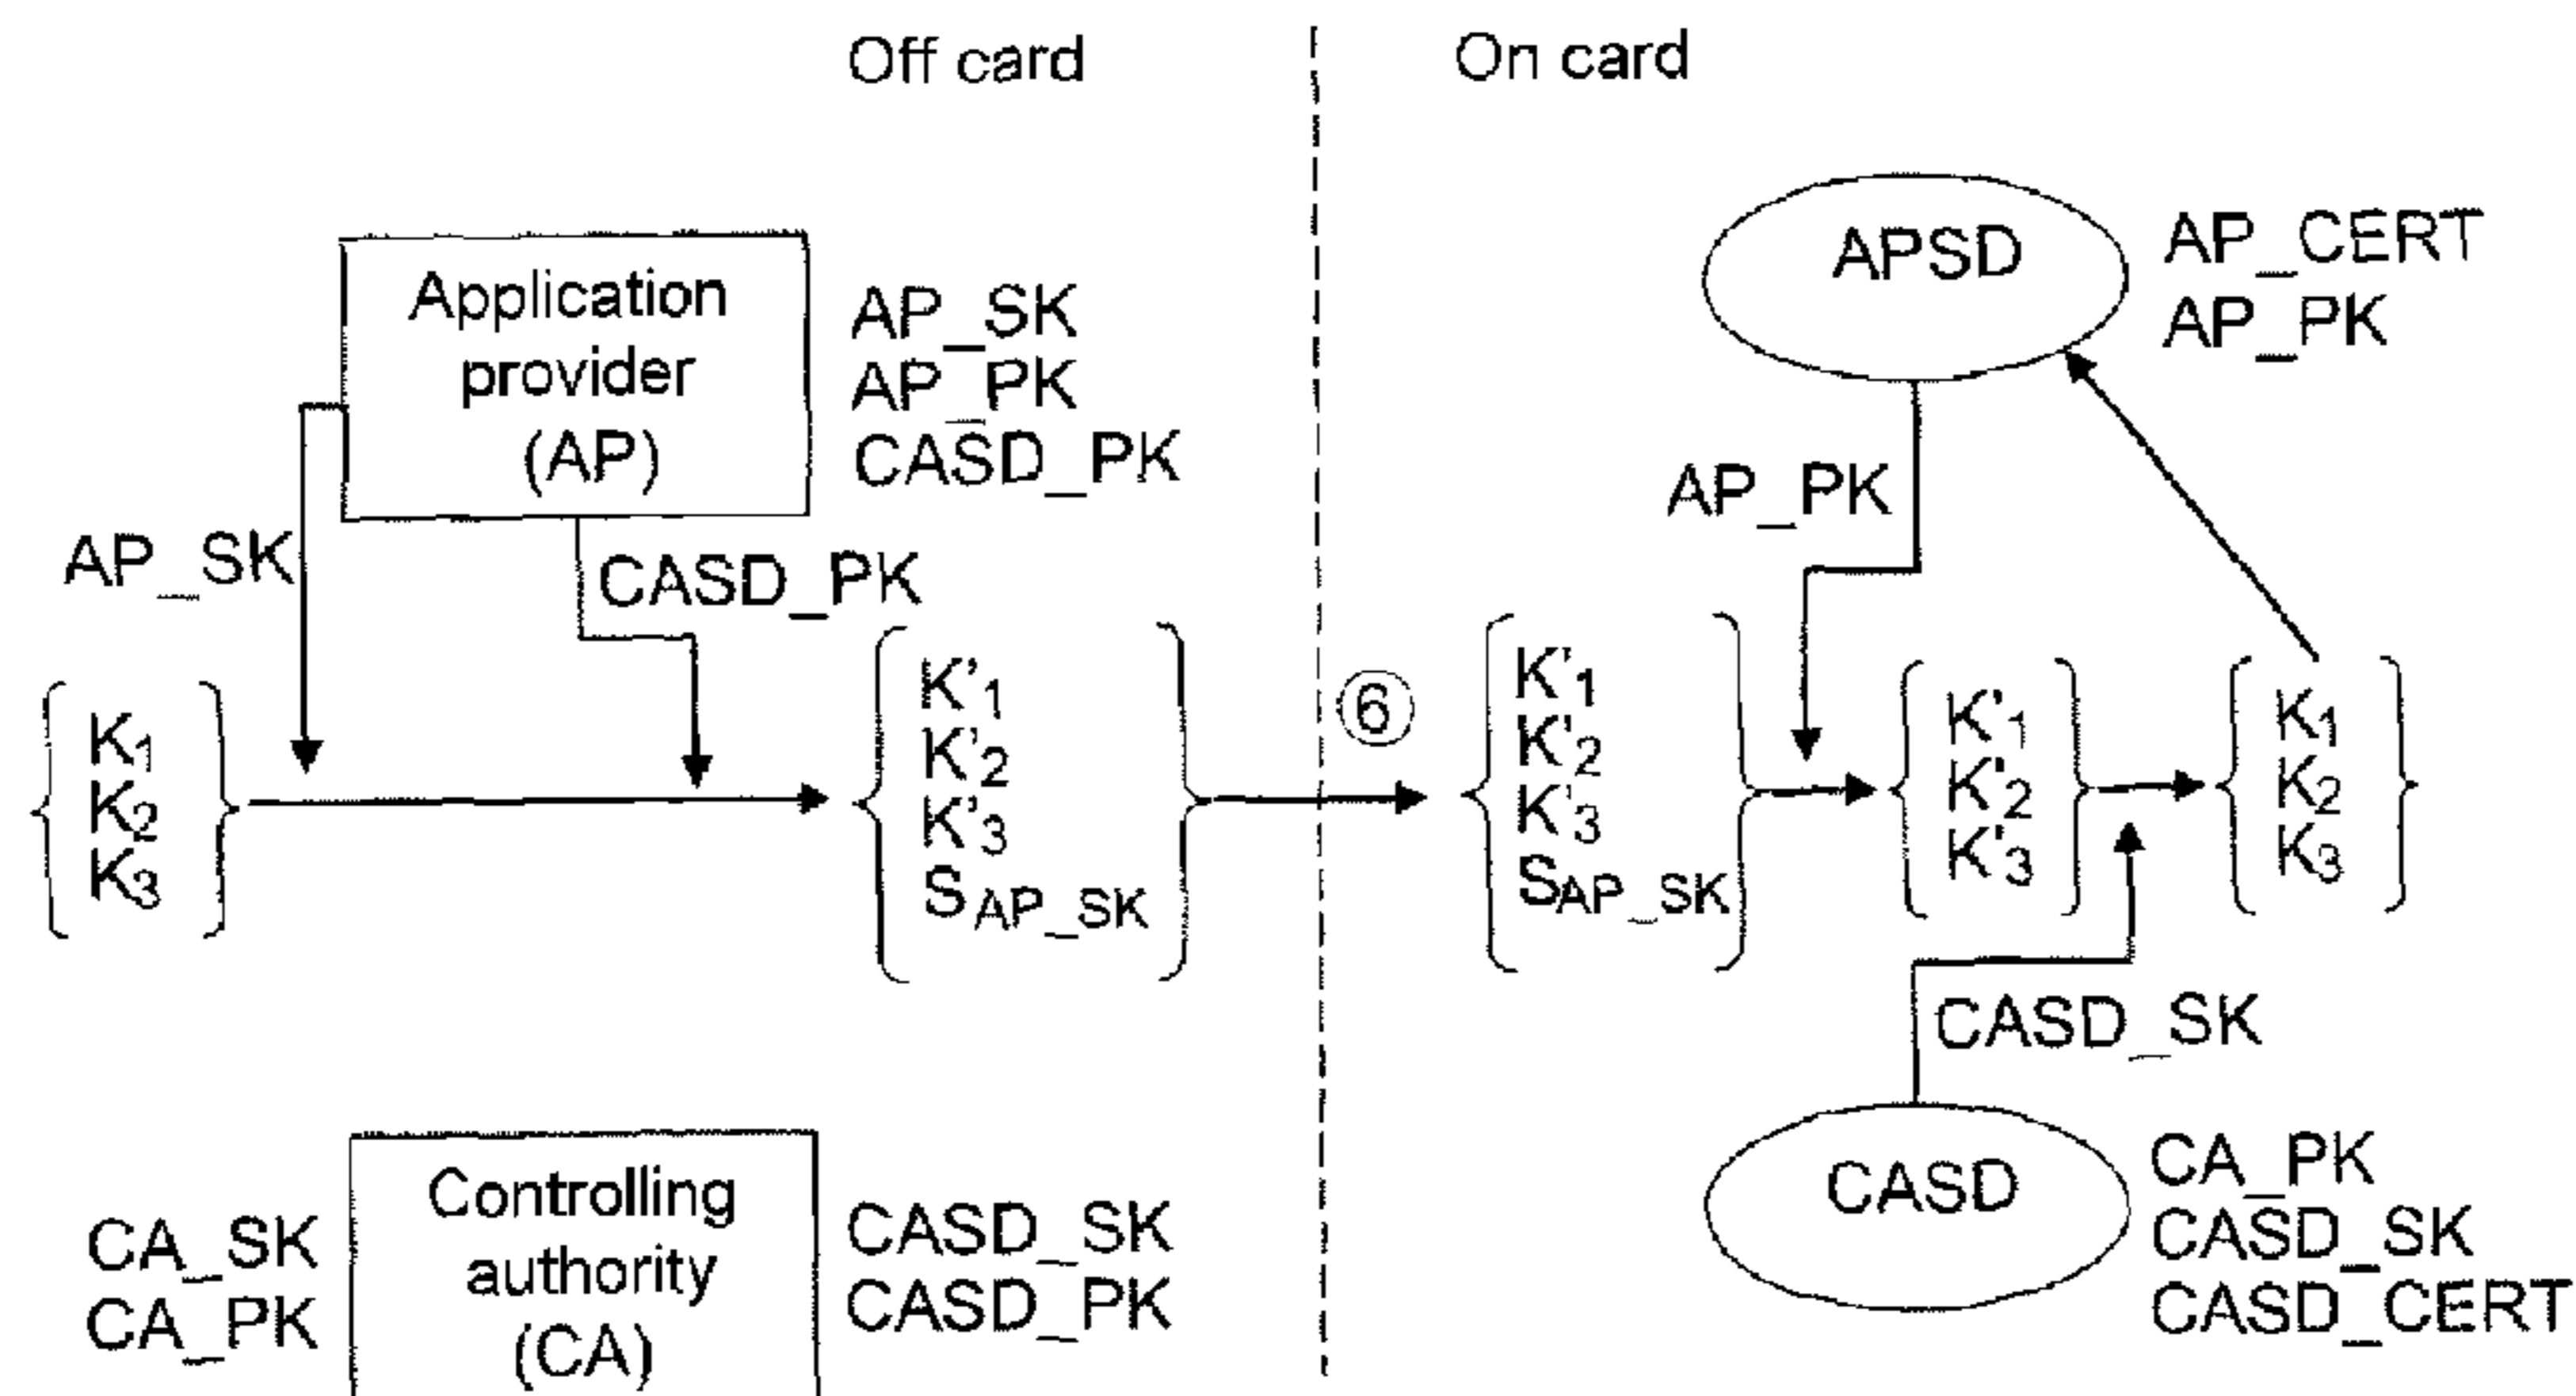 Off card
On card
Application
provider
(AP)
AP_SK
AP_PK
CASD_PK
AP_SK
CASD_PK
K1
K2
K3
K'1
K'2
K'3
SAP_SK
⑥
APSD
AP_CERT
AP_PK
AP_PK
K'1
K'2
K'3
SAP_SK
K'1
K'2
K'3
K1
K2
K3
CASD_SK
CASD
CA_PK
CASD_SK
CASD_CERT
CA_SK
CA_PK
Controlling
authority
(CA)
CASD_SK
CASD_PK